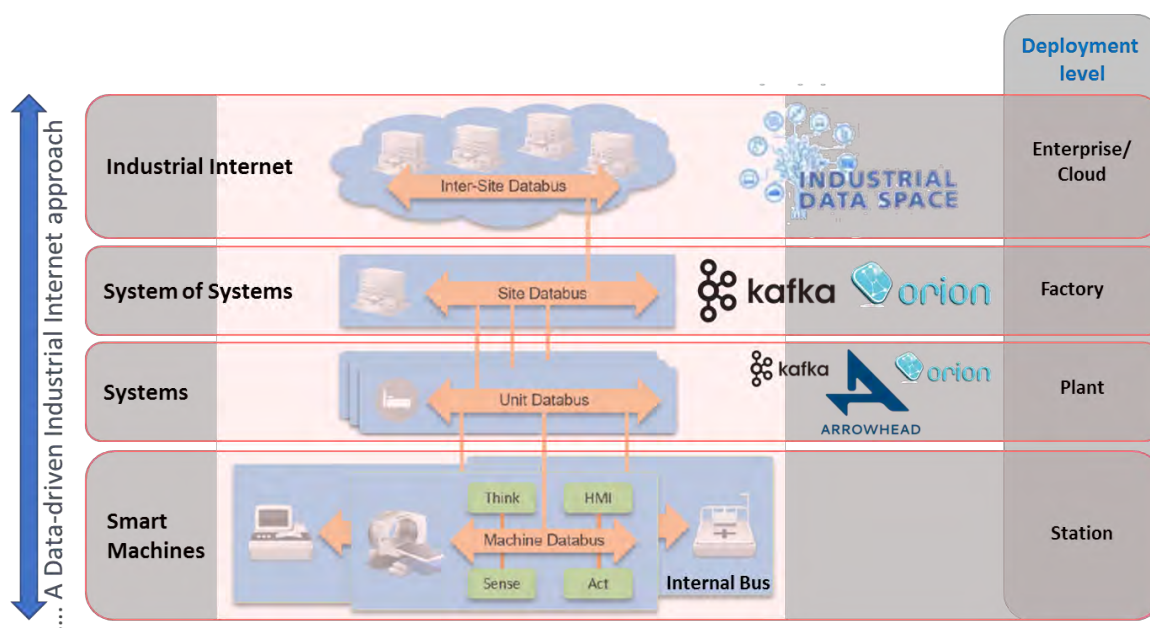 Deployment
level
.... A Data-driven Industrial Internet approach
Industrial Internet
Inter-Site Databus
INDUSTRIAL
DATA SPACE
Enterprise/
Cloud
System of Systems
Site Databus
kafka
orion
Factory
Systems
Unit Databus
kafka
orion
ARROWHEAD
Plant
Smart
Machines
Think
HMI
Machine Databus
Sense
Act
Internal Bus
Station